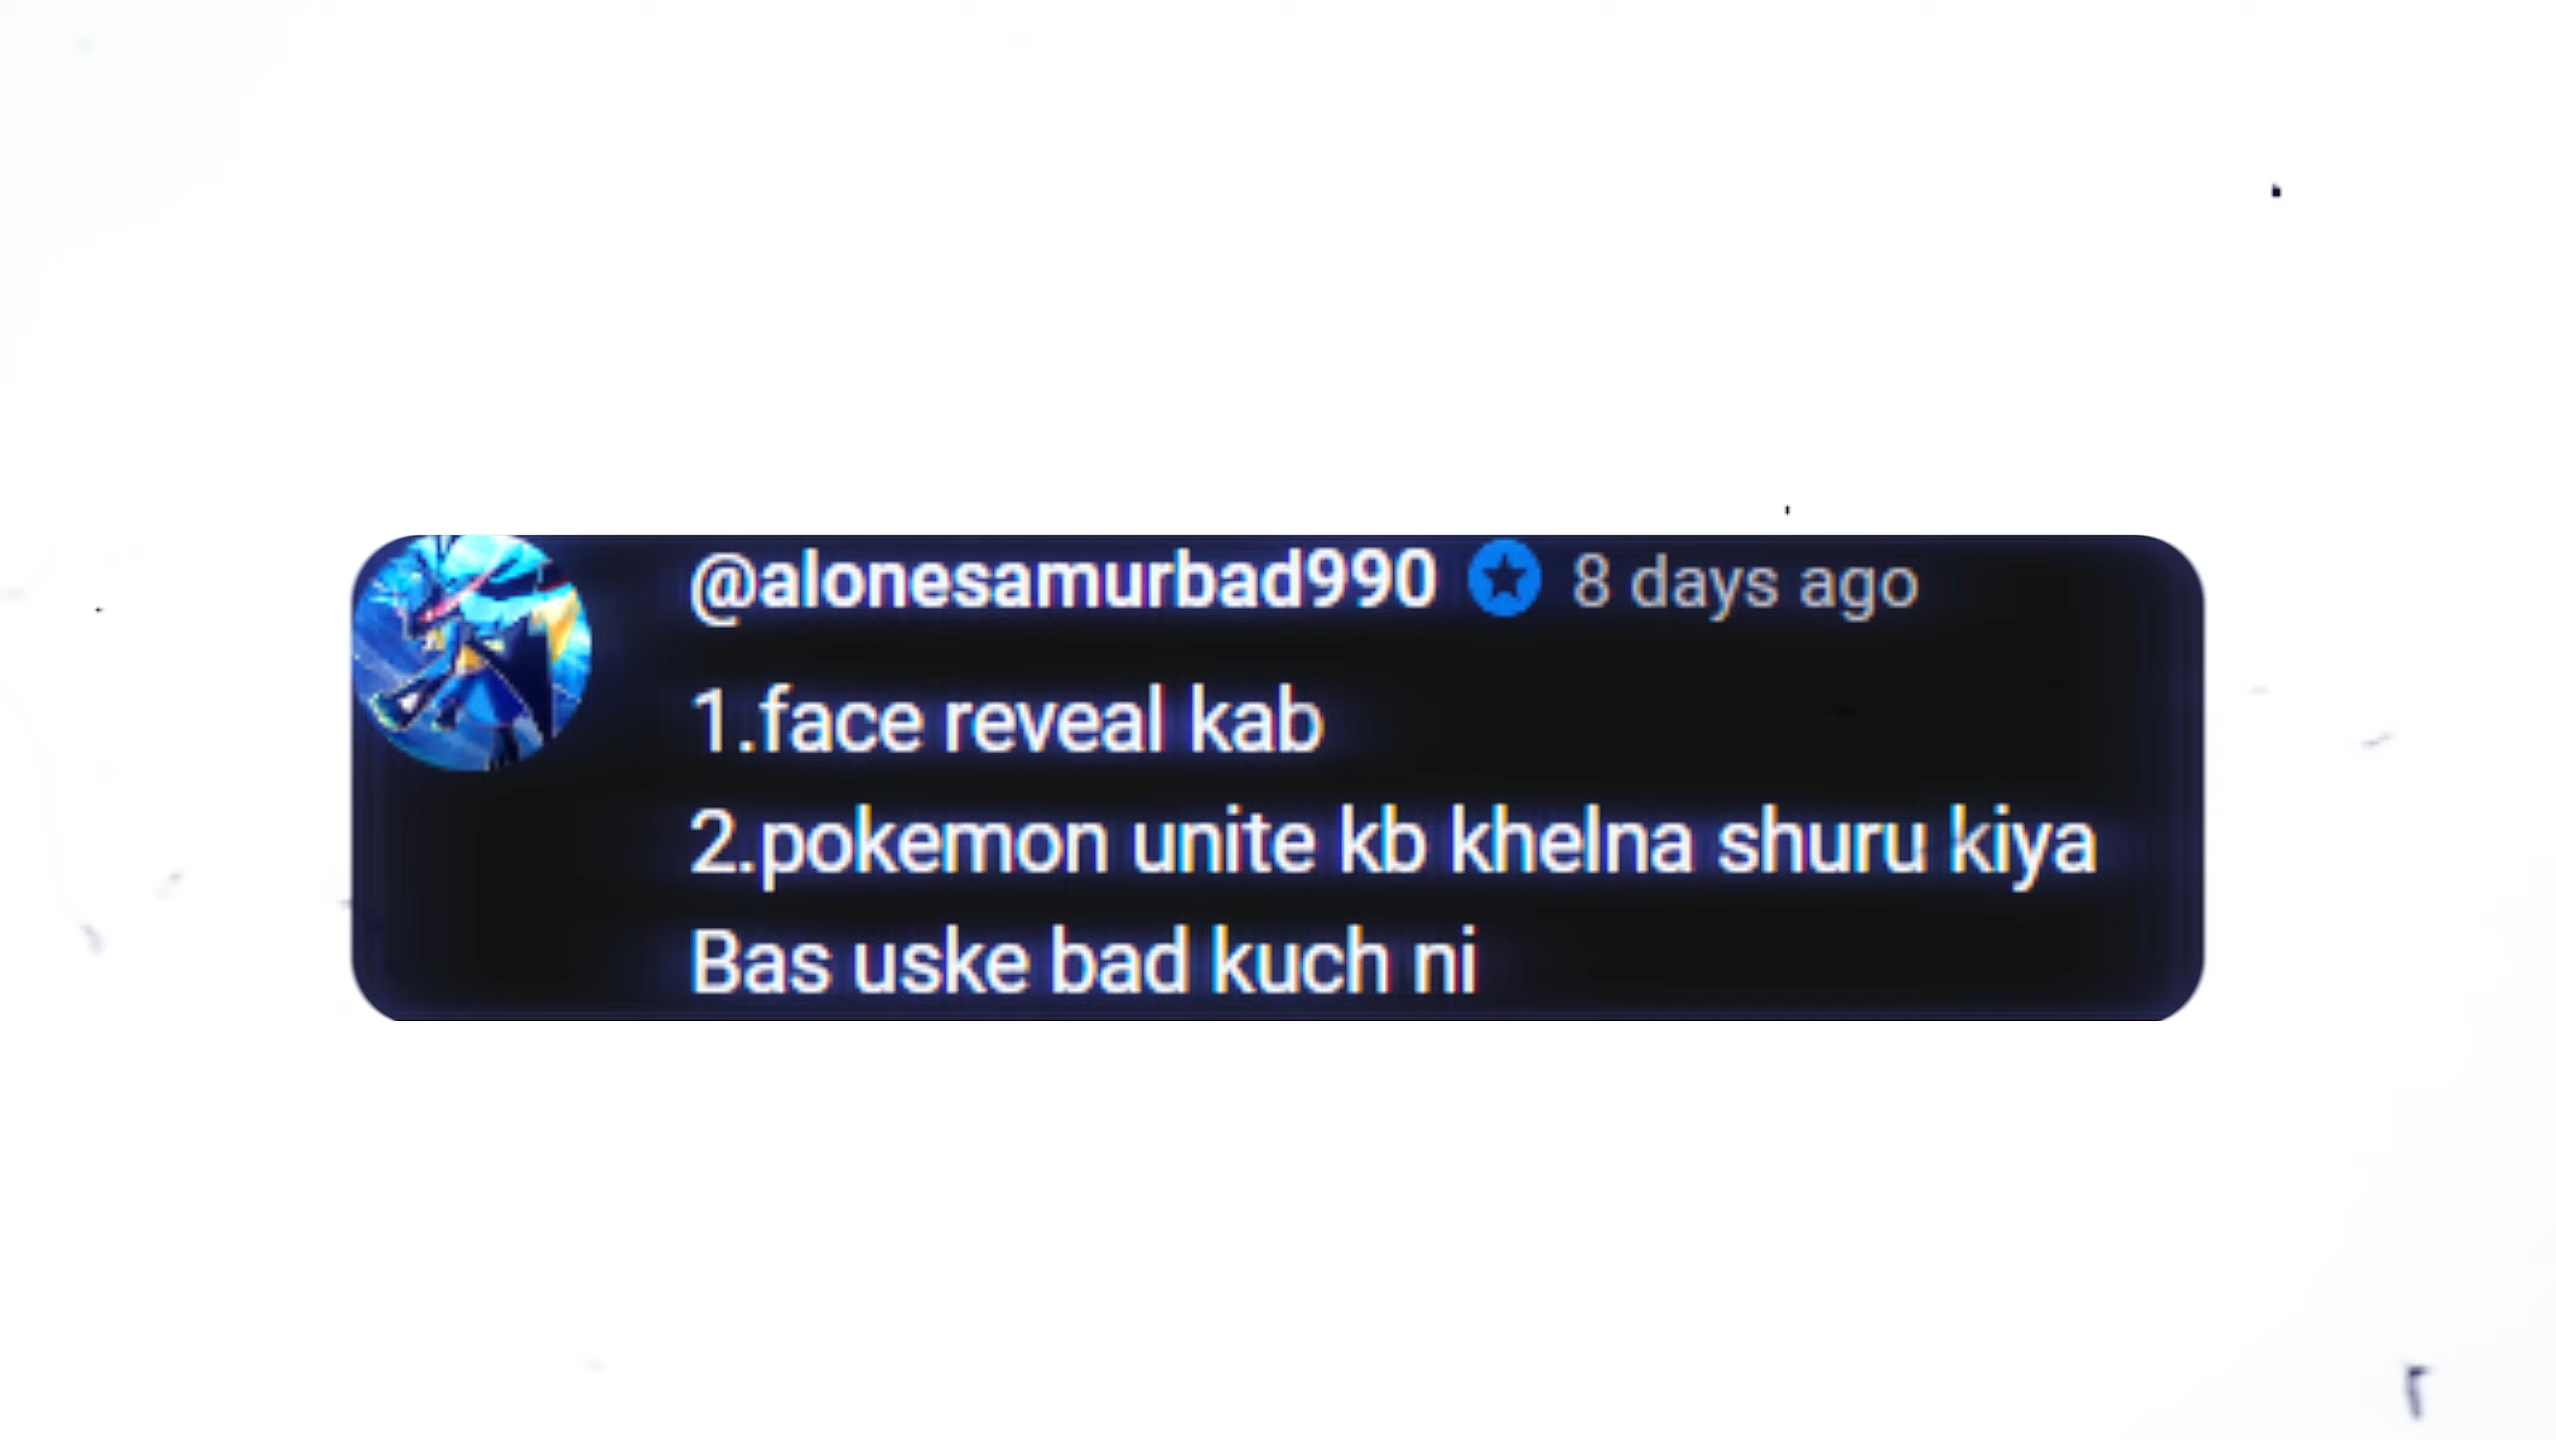 @alonesamurbad990 8 days ago
1.face reveal kab
2.pokemon unite kb khelna shuru kiya
Bas uske bad kuch ni